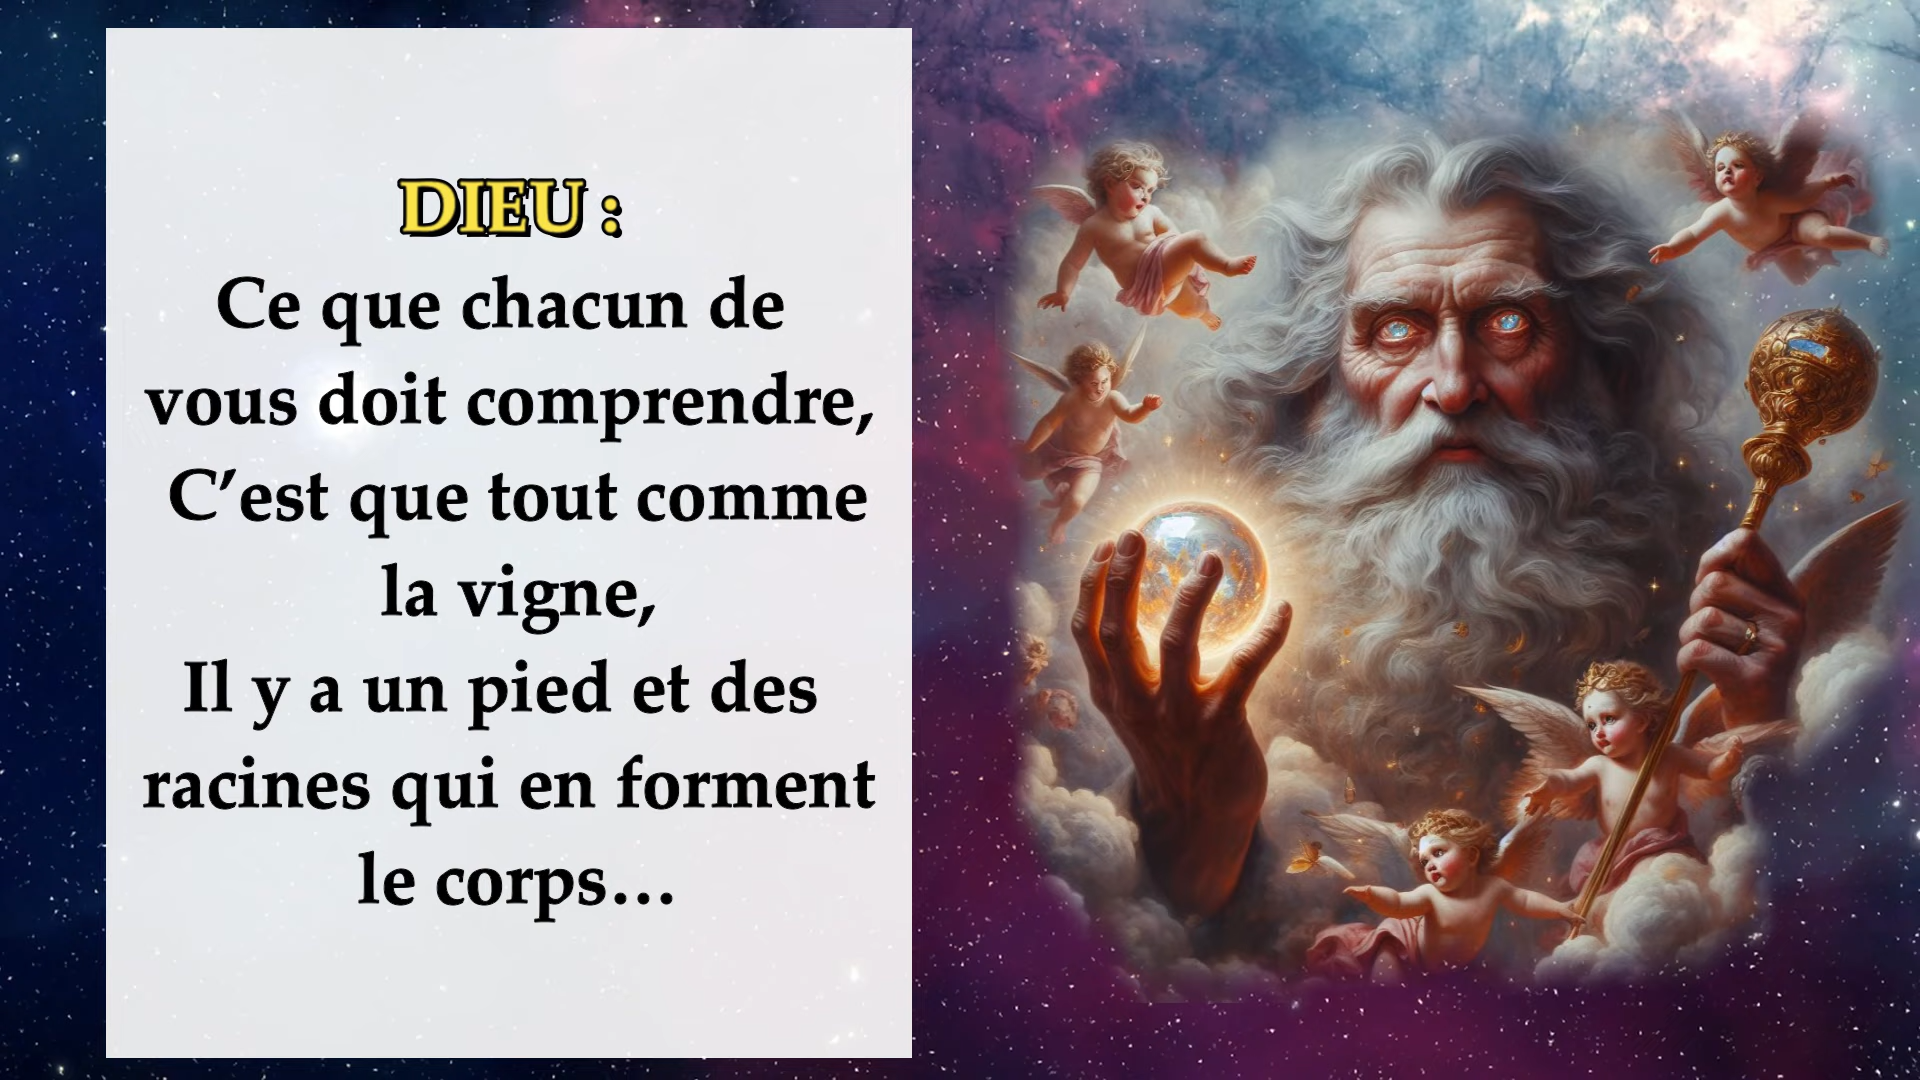 DIEU :
Ce que chacun de
vous doit comprendre,
C’est que tout comme
la vigne,
Il y a un pied et des
racines qui en forment
le corps…